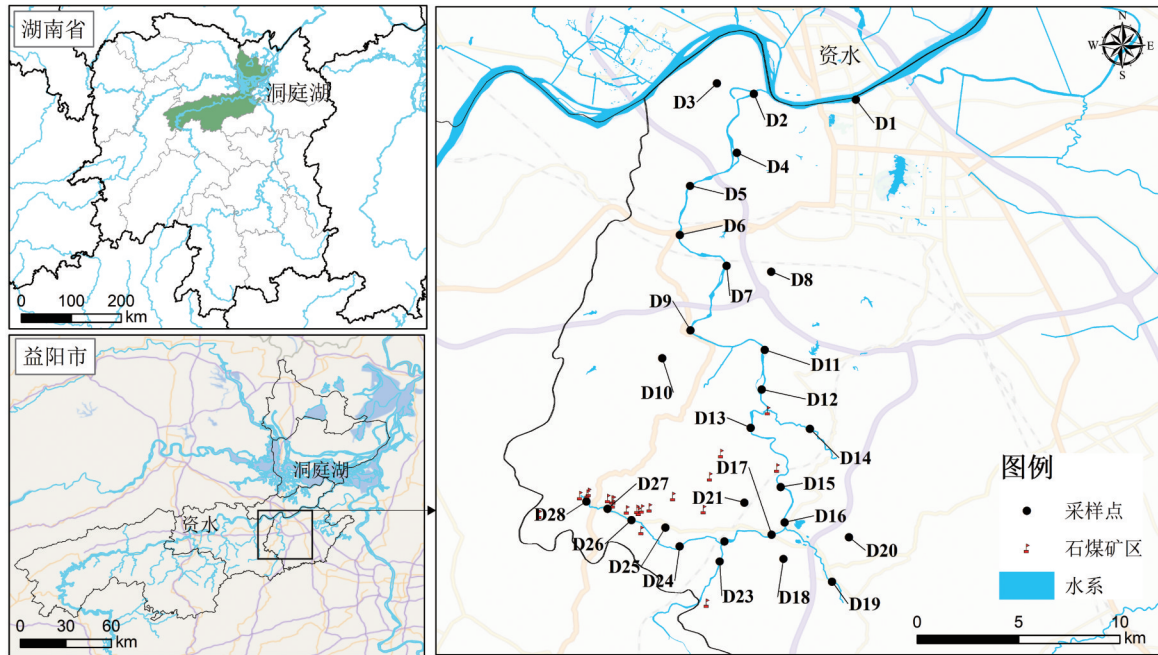 湖南省
洞庭湖
0 100 200
km
益阳市
洞庭湖
资水
0 30 60
km
资水
N
W E
S
D3
D2
D1
D4
D5
D6
D7
D8
D9
D10
D11
D12
D13
D14
D17
D15
D27
D21
D28
D16
D26
D20
D25
D24
D23
D18
D19
图例
采样点
石煤矿区
水系
0 5 10
km